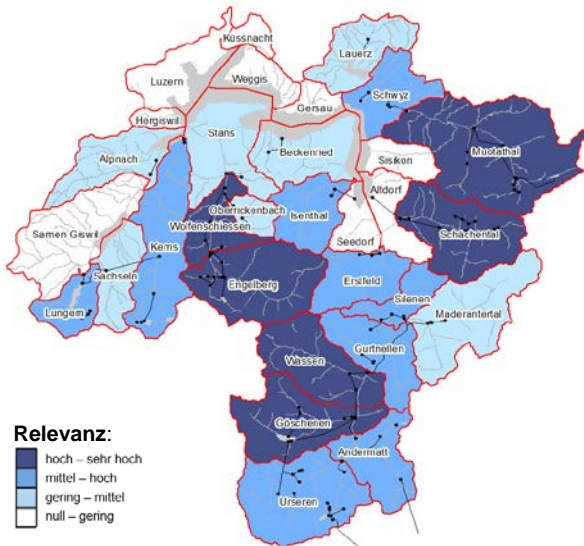 Küssnacht
Lauerz
Luzern
Weggis
Schwyz
Gersau
Hergiswil
Stans
Muotathal
Beckenried
Sisikon
Alpnach
Altdorf
Oberrickenbach
Isenthal
Wolfenschiessen
Schächental
Sarnen Giswil
Kerns
Seedorf
Sachseln
Engelberg
Erstfeld
Silenen
Lungern
Maderantertal
Gurtnellen
Wassen
Göschenen
Andermatt
Urseren
Relevanz:
hoch – sehr hoch
mittel – hoch
gering – mittel
null – gering